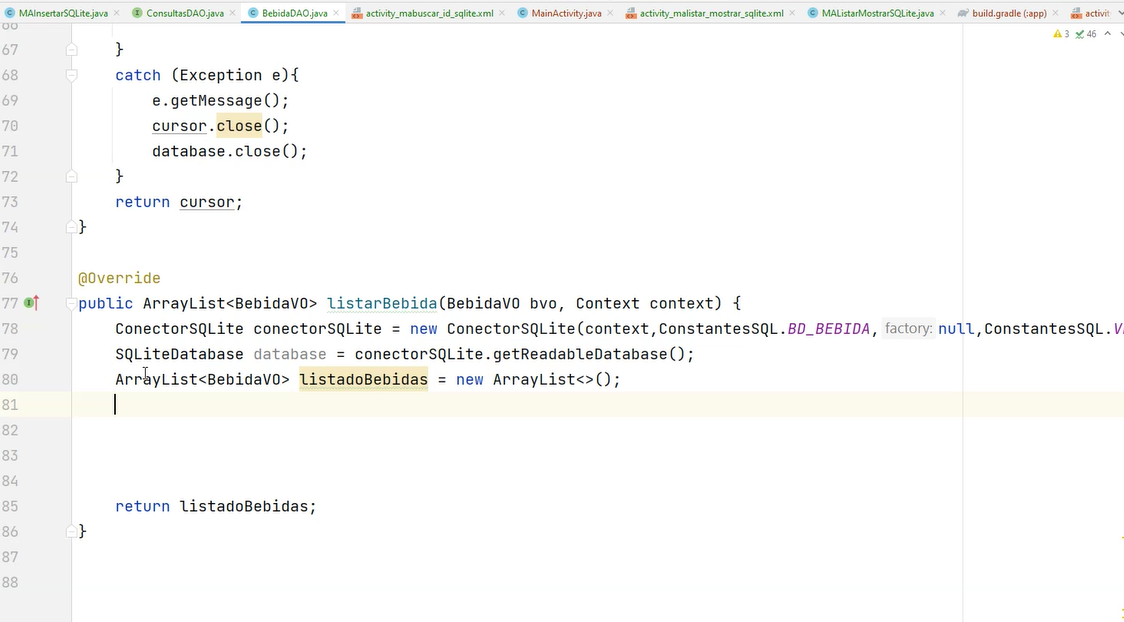 MAInsertarSQLite.java ConsultasDAO.java BebidaDAO.java activity_mabuscar_id_sqlite.xml MainActivity.java activity_malistar_mostrar_sqlite.xml MAListarMostrarSQLite.java build.gradle (:app) activit
3 46
67 }
68 catch (Exception e){
69 e.getMessage();
70 cursor.close();
71 database.close();
72 }
73 return cursor;
74 }
75
76 @Override
77 public ArrayList<BebidaVO> listarBebida(BebidaVO bvo, Context context) {
78 ConectorSQLite conectorSQLite = new ConectorSQLite(context,ConstantesSQL.BD_BEBIDA, factory: null,ConstantesSQL.V
79 SQLiteDatabase database = conectorSQLite.getReadableDatabase();
80 ArrayList<BebidaVO> listadoBebidas = new ArrayList<>();
81
82
83
84
85 return listadoBebidas;
86 }
87
88